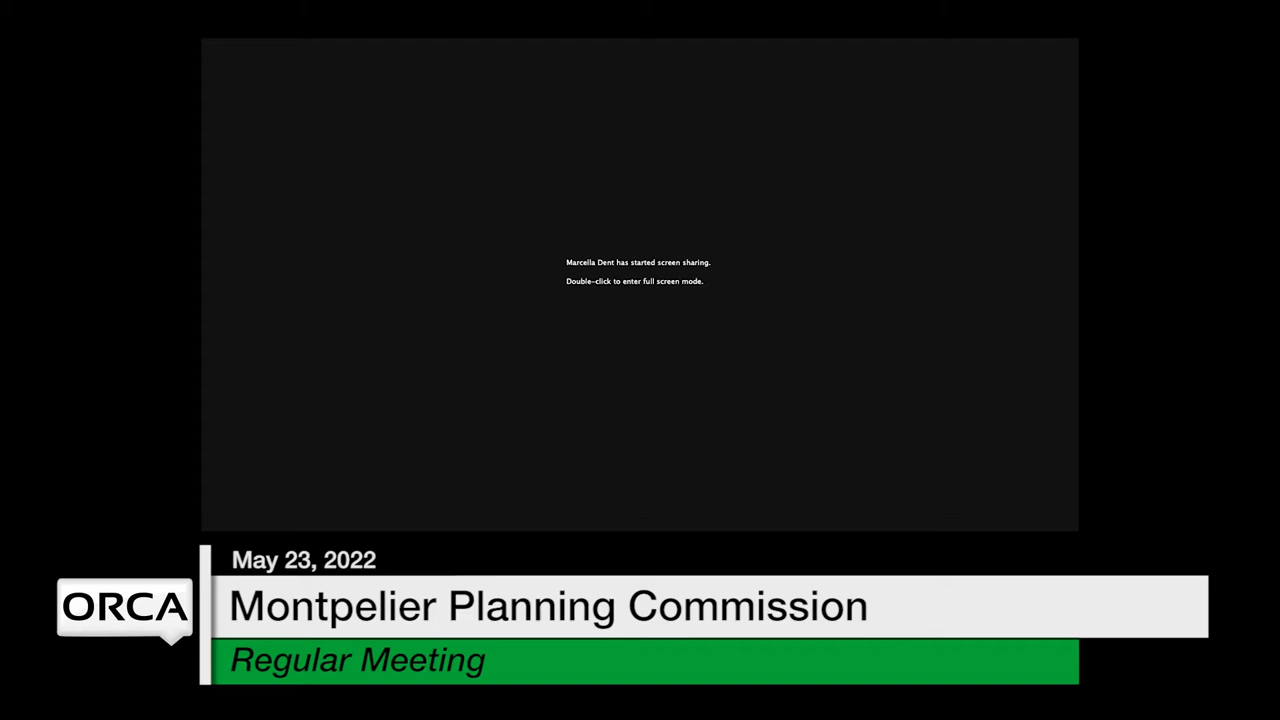 Marcella Dent has started screen sharing.
Double-click to enter full screen mode.
May 23, 2022
ORCA
Montpelier Planning Commission
Regular Meeting